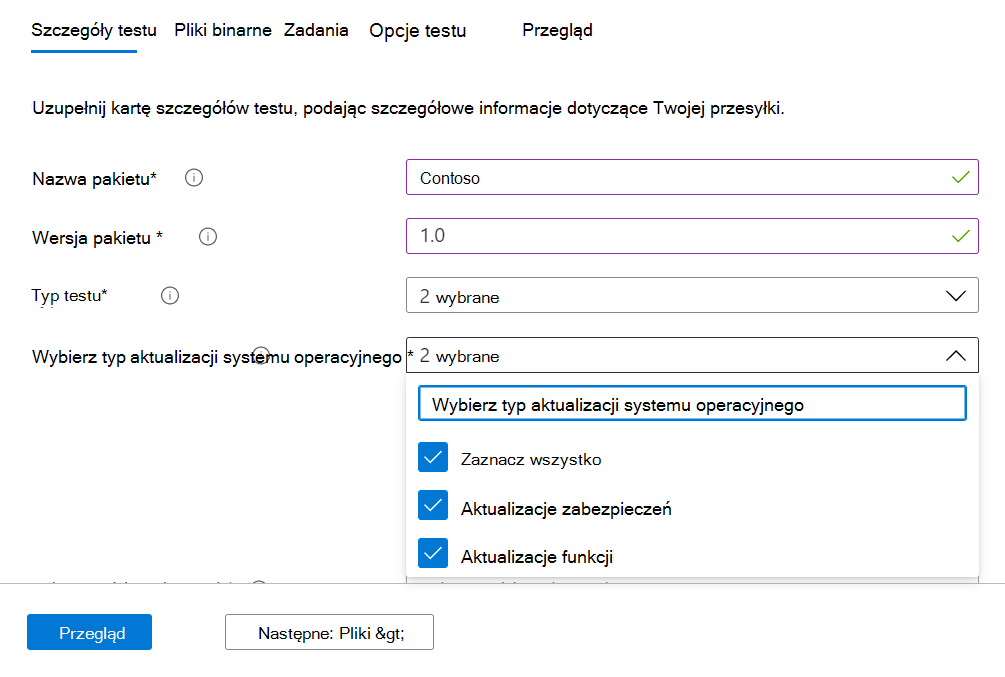 Szczegóły testu Pliki binarne Zadania Opcje testu Przegląd
Uzupełnij kartę szczegółów testu, podając szczegółowe informacje dotyczące Twojej przesyłki.
Nazwa pakietu* Contoso
Wersja pakietu * 1.0
Typ testu* 2 wybrane
Wybierz typ aktualizacji systemu operacyjnego * 2 wybrane
Wybierz typ aktualizacji systemu operacyjnego
Zaznacz wszystko
Aktualizacje zabezpieczeń
Aktualizacje funkcji
Przegląd Następne: Pliki &gt;